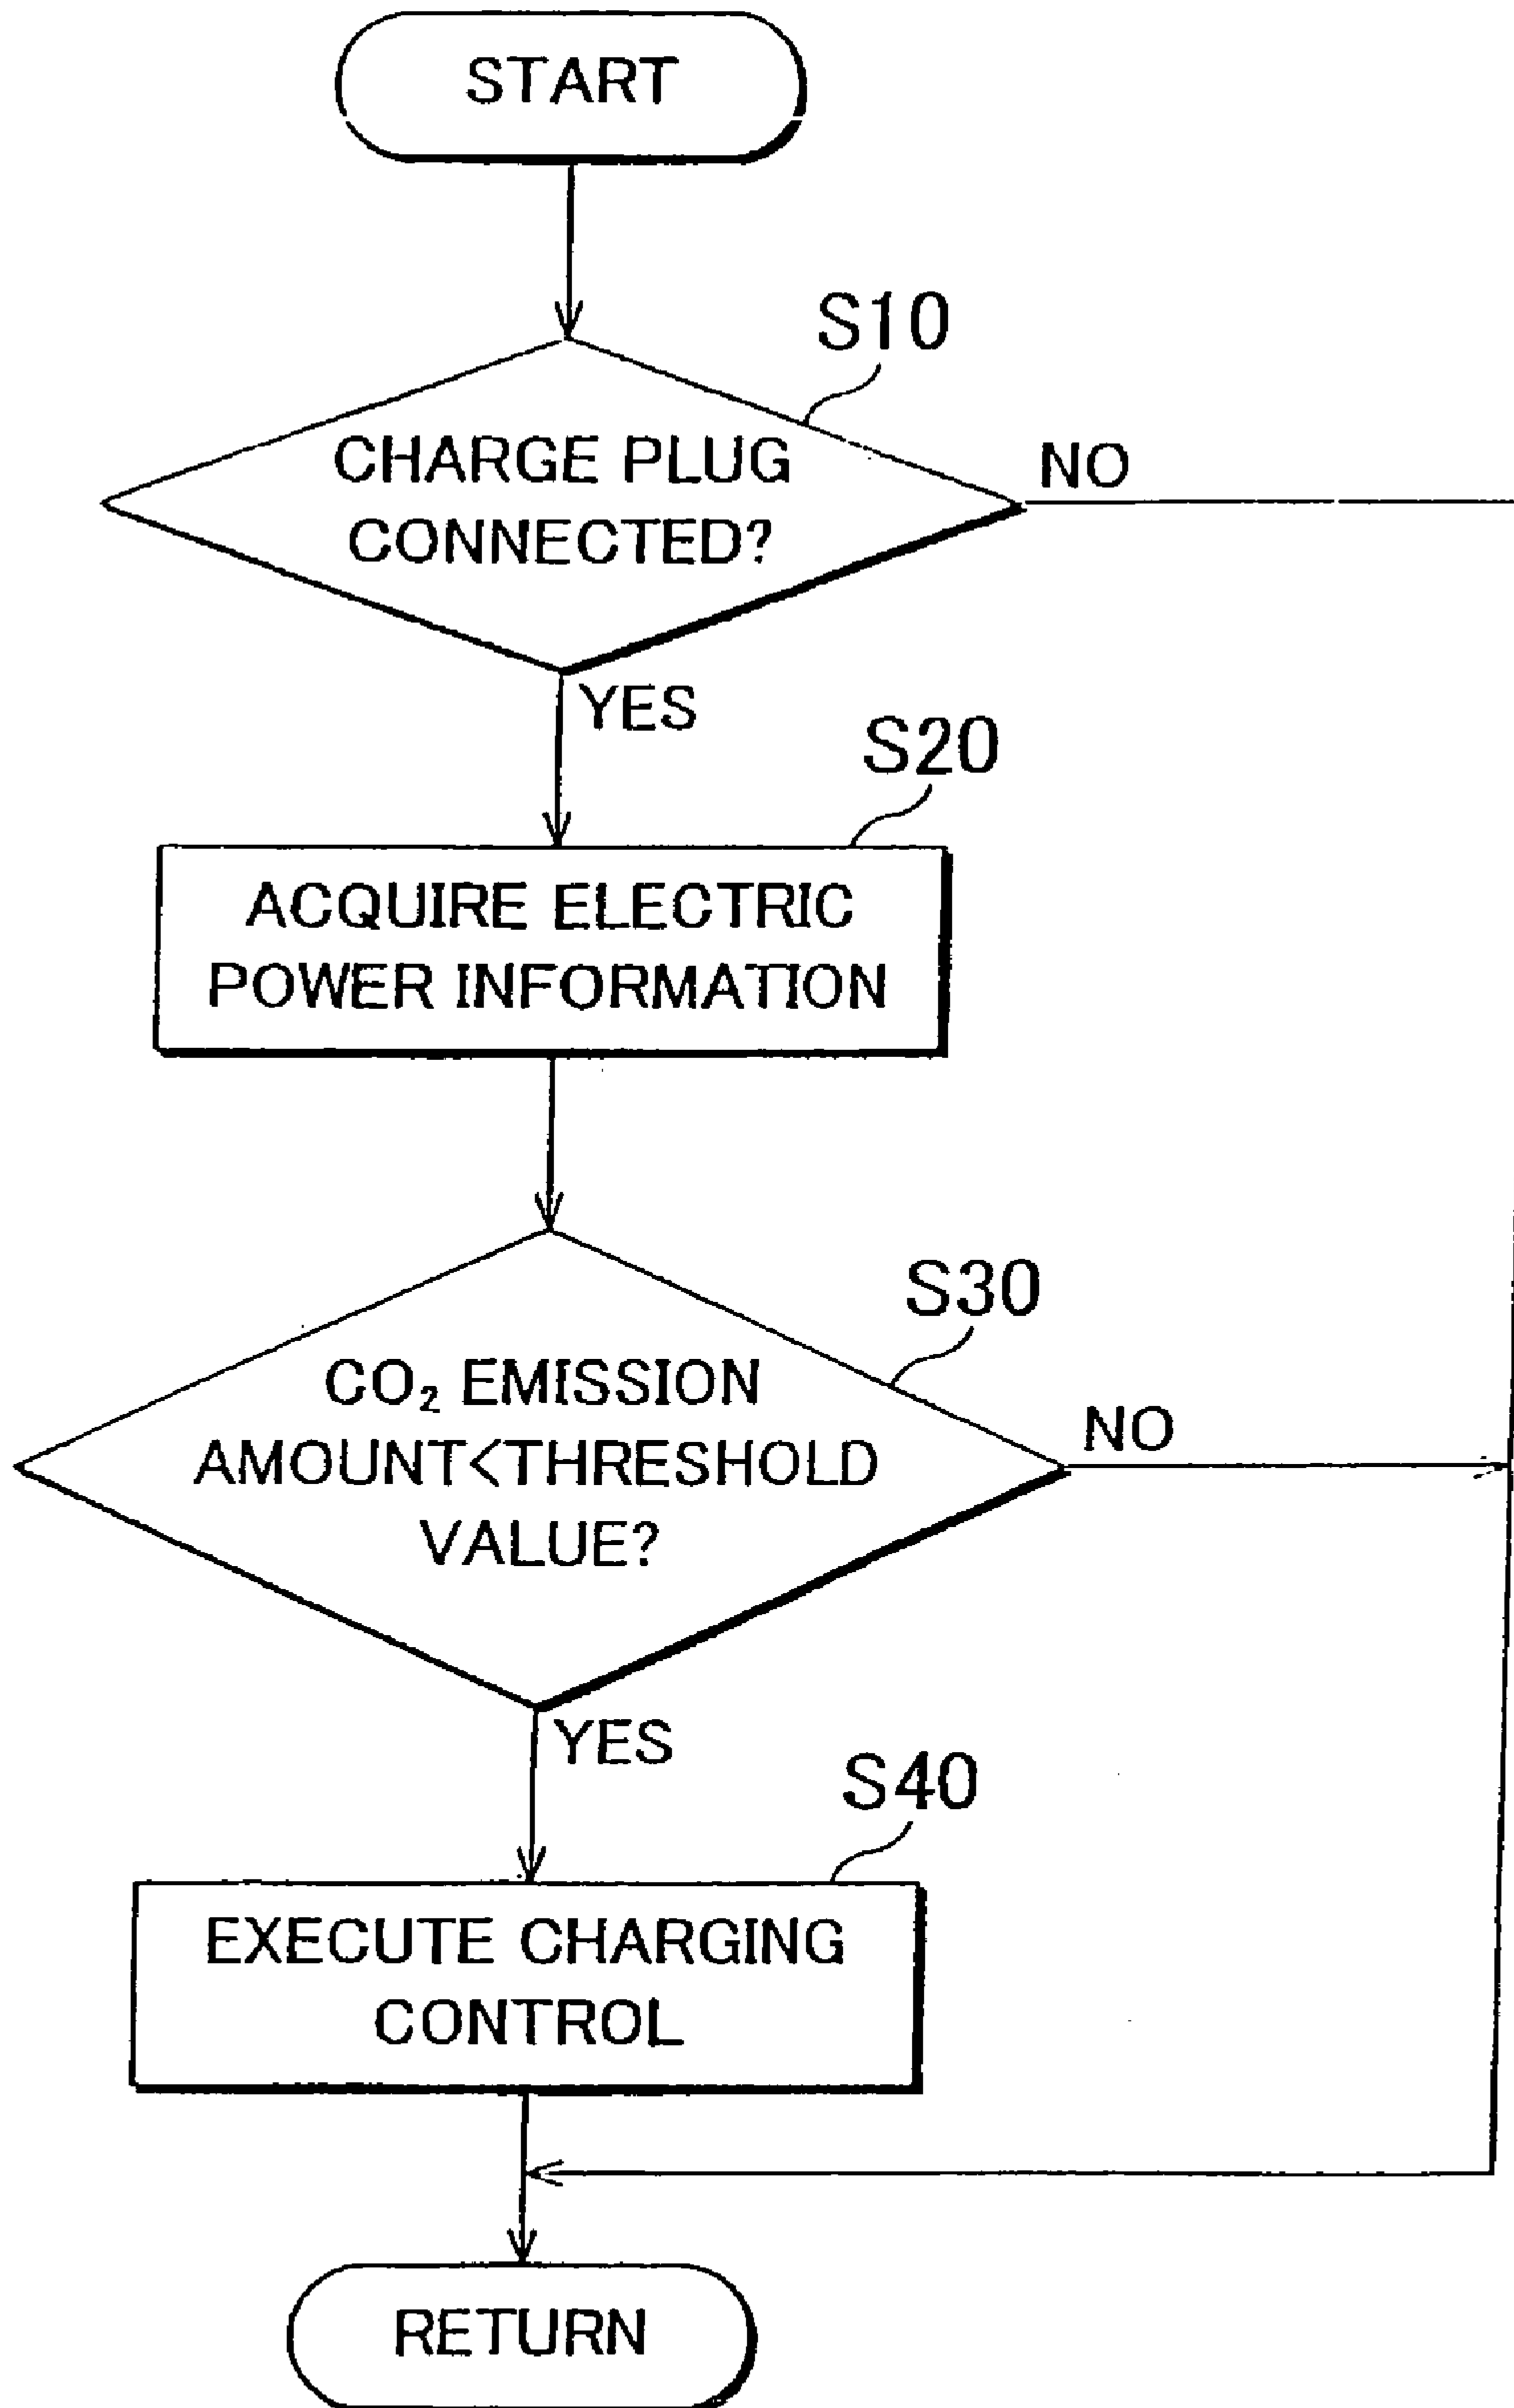 START
S10
CHARGE PLUG
CONNECTED?
NO
YES
S20
ACQUIRE ELECTRIC
POWER INFORMATION
S30
CO₂ EMISSION
AMOUNT<THRESHOLD
VALUE?
NO
YES
S40
EXECUTE CHARGING
CONTROL
RETURN